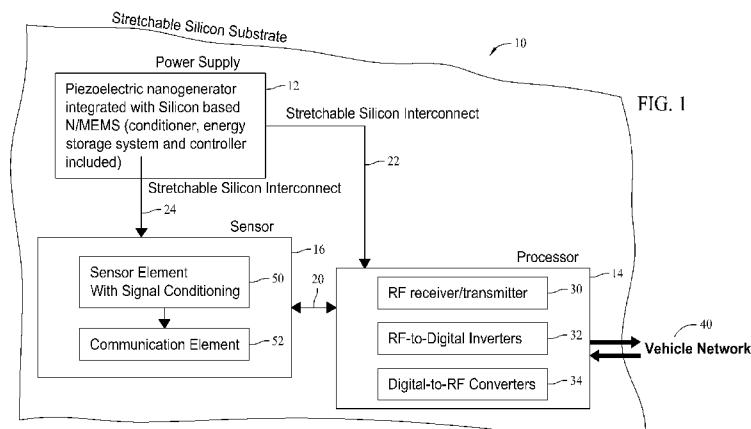 Stretchable Silicon Substrate
10
Power Supply
FIG. 1
12
Piezoelectric nanogenerator
integrated with Silicon based
N/MEMS (conditioner, energy
storage system and controller
included)
Stretchable Silicon Interconnect
22
Stretchable Silicon Interconnect
24
Sensor
16
Sensor Element
With Signal Conditioning
50
Communication Element
52
20
Processor
14
RF receiver/transmitter
30
RF-to-Digital Inverters
32
Digital-to-RF Converters
34
40
Vehicle Network